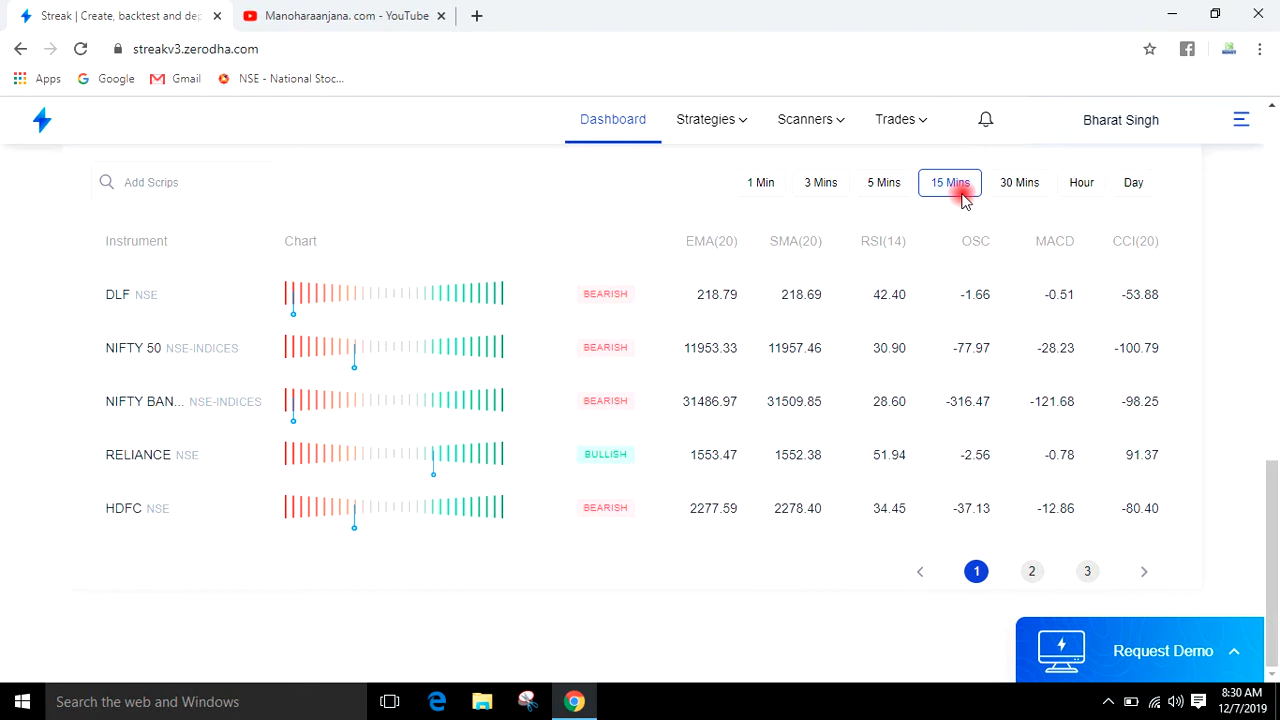 Streak | Create, backtest and dep
Manoharaanjana. com - YouTube
streakv3.zerodha.com
Apps
Google
Gmail
NSE - National Stoc...
Dashboard
Strategies
Scanners
Trades
Bharat Singh
Add Scrips
1 Min
3 Mins
5 Mins
15 Mins
30 Mins
Hour
Day
Instrument Chart EMA(20) SMA(20) RSI(14) OSC MACD CCI(20)
DLF NSE BEARISH 218.79 218.69 42.40 -1.66 -0.51 -53.88
NIFTY 50 NSE-INDICES BEARISH 11953.33 11957.46 30.90 -77.97 -28.23 -100.79
NIFTY BAN... NSE-INDICES BEARISH 31486.97 31509.85 28.60 -316.47 -121.68 -98.25
RELIANCE NSE BULLISH 1553.47 1552.38 51.94 -2.56 -0.78 91.37
HDFC NSE BEARISH 2277.59 2278.40 34.45 -37.13 -12.86 -80.40
1 2 3
Request Demo
Search the web and Windows
8:30 AM
12/7/2019